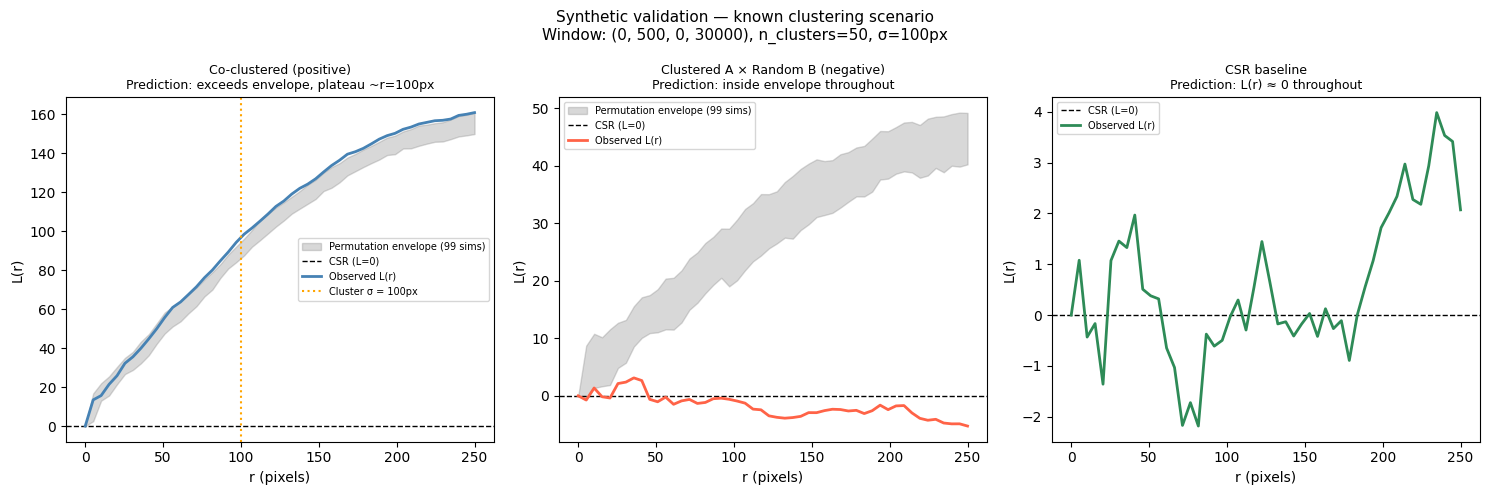 Synthetic validation — known clustering scenario
Window: (0, 500, 0, 30000), n_clusters=50, σ=100px
Co-clustered (positive)
Prediction: exceeds envelope, plateau ~r=100px
L(r)
160
140
120
100
80
60
40
20
0
Permutation envelope (99 sims)
CSR (L=0)
Observed L(r)
Cluster σ = 100px
0 50 100 150 200 250
r (pixels)
Clustered A × Random B (negative)
Prediction: inside envelope throughout
L(r)
50
40
30
20
10
0
Permutation envelope (99 sims)
CSR (L=0)
Observed L(r)
0 50 100 150 200 250
r (pixels)
CSR baseline
Prediction: L(r) ≈ 0 throughout
L(r)
4
3
2
1
0
−1
−2
CSR (L=0)
Observed L(r)
0 50 100 150 200 250
r (pixels)